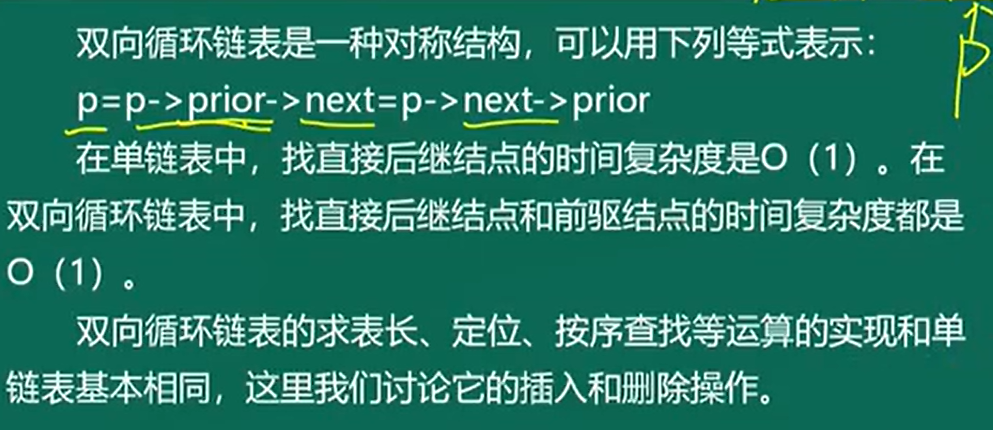 双向循环链表是一种对称结构，可以用下列等式表示：
p
p=p->prior->next=p->next->prior
在单链表中，找直接后继结点的时间复杂度是O（1）。在
双向循环链表中，找直接后继结点和前驱结点的时间复杂度都是
O（1）。
双向循环链表的求表长、定位、按序查找等运算的实现和单
链表基本相同，这里我们讨论它的插入和删除操作。